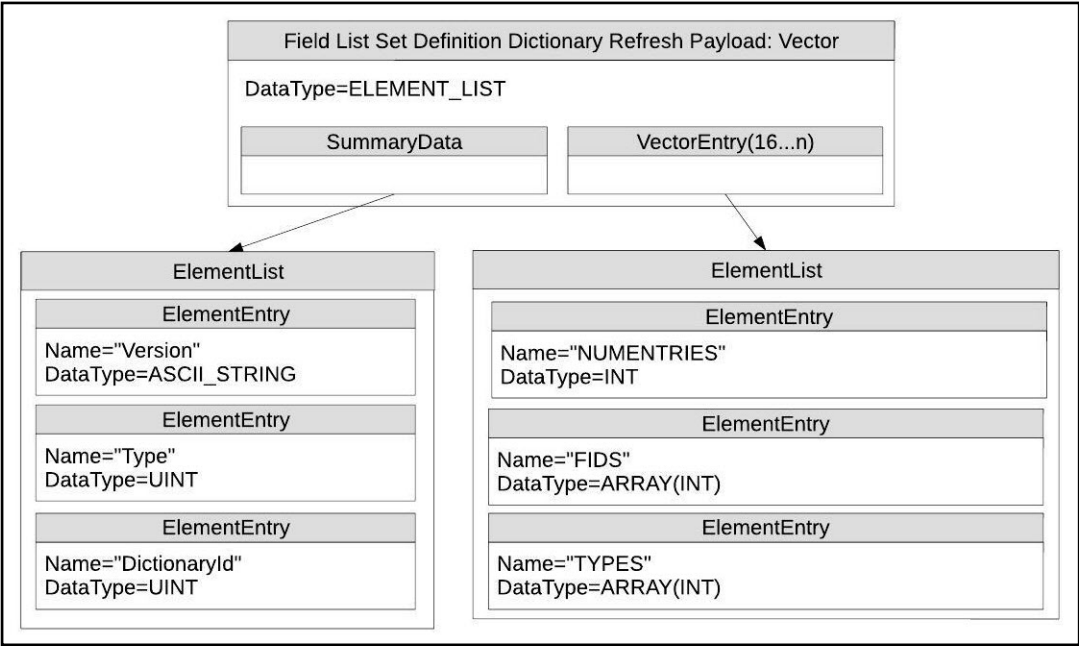 Field List Set Definition Dictionary Refresh Payload: Vector
DataType=ELEMENT_LIST
SummaryData
VectorEntry(16...n)
ElementList
ElementEntry
Name="Version"
DataType=ASCII_STRING
ElementEntry
Name="Type"
DataType=UINT
ElementEntry
Name="DictionaryId"
DataType=UINT
ElementList
ElementEntry
Name="NUMENTRIES"
DataType=INT
ElementEntry
Name="FIDS"
DataType=ARRAY(INT)
ElementEntry
Name="TYPES"
DataType=ARRAY(INT)